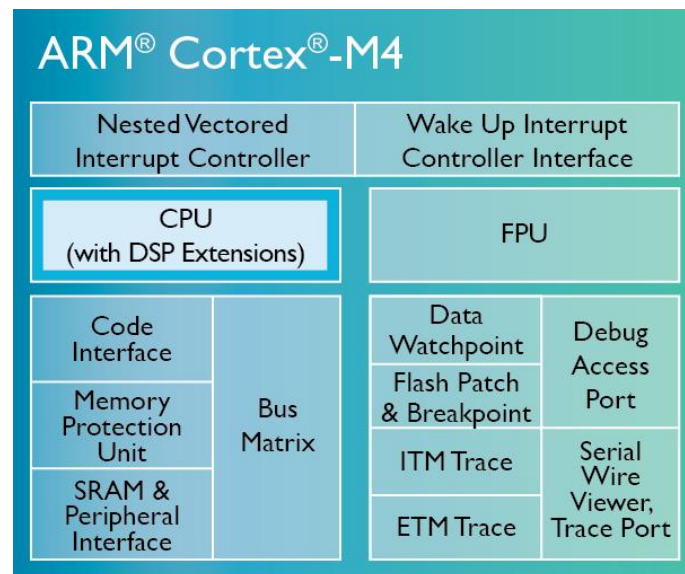 ARM® Cortex®-M4
Nested Vectored
Interrupt Controller
Wake Up Interrupt
Controller Interface
CPU
(with DSP Extensions)
FPU
Code
Interface
Memory
Protection
Unit
SRAM &
Peripheral
Interface
Bus
Matrix
Data
Watchpoint
Flash Patch
& Breakpoint
ITM Trace
ETM Trace
Debug
Access
Port
Serial
Wire
Viewer,
Trace Port